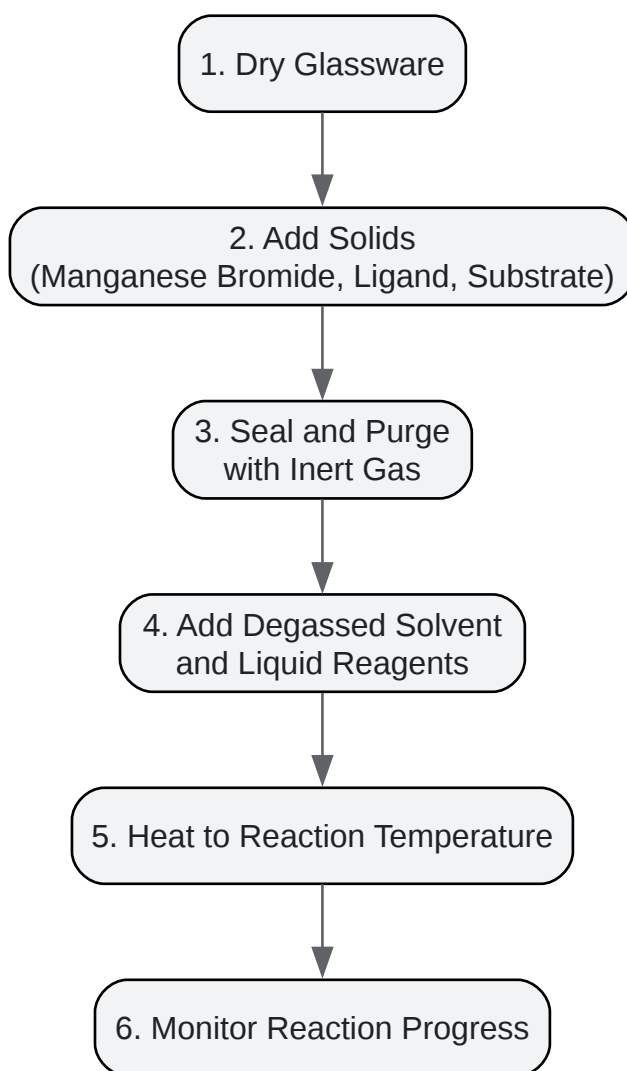 1. Dry Glassware
2. Add Solids
(Manganese Bromide, Ligand, Substrate)
3. Seal and Purge
with Inert Gas
4. Add Degassed Solvent
and Liquid Reagents
5. Heat to Reaction Temperature
6. Monitor Reaction Progress